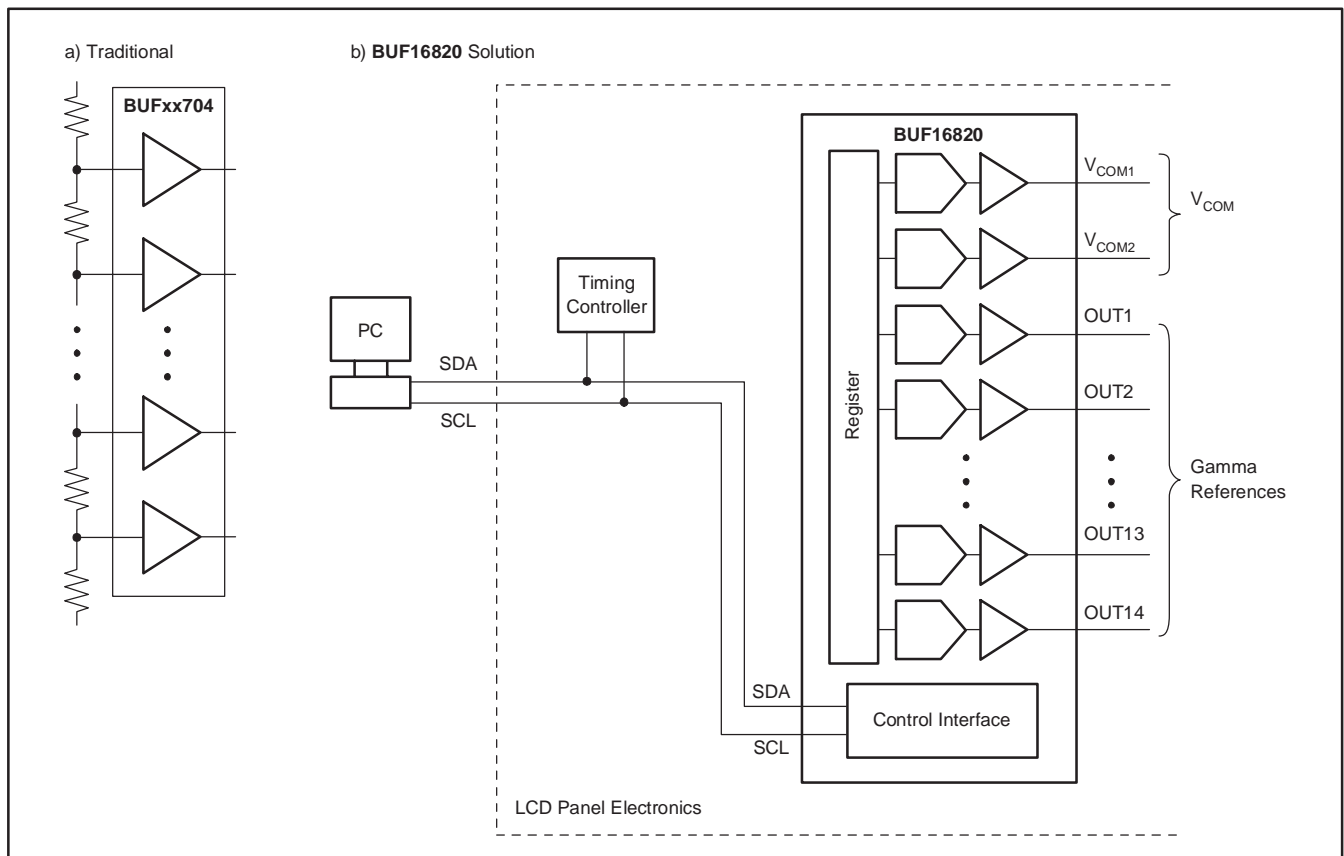 a) Traditional
BUFxx704
b) BUF16820 Solution
PC
SDA
SCL
Timing
Controller
BUF16820
Register
VCOM1
VCOM2
VCOM
OUT1
OUT2
OUT13
OUT14
Gamma
References
SDA
SCL
Control Interface
LCD Panel Electronics